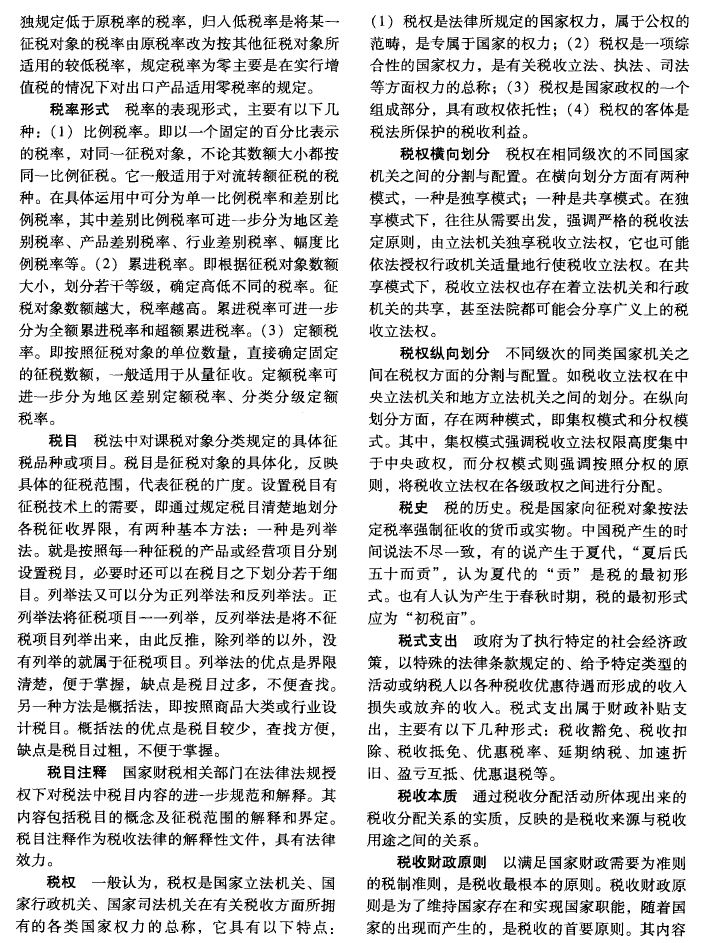 独规定低于原税率的税率，归入低税率是将某一
征税对象的税率由原税率改为按其他征税对象所
适用的较低税率，规定税率为零主要是在实行增
值税的情况下对出口产品适用零税率的规定。
税率形式　税率的表现形式，主要有以下几
种：（1）比例税率。即以一个固定的百分比表示
的税率，对同一征税对象，不论其数额大小都按
同一比例征税。它一般适用于对流转额征税的税
种。在具体运用中可分为单一比例税率和差别比
例税率，其中差别比例税率可进一步分为地区差
别税率、产品差别税率、行业差别税率、幅度比
例税率等。（2）累进税率。即根据征税对象数额
大小，划分若干等级，确定高低不同的税率。征
税对象数额越大，税率越高。累进税率可进一步
分为全额累进税率和超额累进税率。（3）定额税
率。即按照征税对象的单位数量，直接确定固定
的征税数额，一般适用于从量征收。定额税率可
进一步分为地区差别定额税率、分类分级定额
税率。
税目　税法中对课税对象分类规定的具体征
税品种或项目。税目是征税对象的具体化，反映
具体的征税范围，代表征税的广度。设置税目有
征税技术上的需要，即通过规定税目清楚地划分
各税征收界限，有两种基本方法：一种是列举
法。就是按照每一种征税的产品或经营项目分别
设置税目，必要时还可以在税目之下划分若干细
目。列举法又可以分为正列举法和反列举法。正
列举法将征税项目一一列举，反列举法是将不征
税项目列举出来，由此反推，除列举的以外，没
有列举的就属于征税项目。列举法的优点是界限
清楚，便于掌握，缺点是税目过多，不便查找。
另一种方法是概括法，即按照商品大类或行业设
计税目。概括法的优点是税目较少，查找方便，
缺点是税目过粗，不便于掌握。
税目注释　国家财税相关部门在法律法规授
权下对税法中税目内容的进一步规范和解释。其
内容包括税目的概念及征税范围的解释和界定。
税目注释作为税收法律的解释性文件，具有法律
效力。
税权　一般认为，税权是国家立法机关、国
家行政机关、国家司法机关在有关税收方面所拥
有的各类国家权力的总称，它具有以下特点：
（1）税权是法律所规定的国家权力，属于公权的
范畴，是专属于国家的权力；（2）税权是一项综
合性的国家权力，是有关税收立法、执法、司法
等方面权力的总称；（3）税权是国家政权的一个
组成部分，具有政权依托性；（4）税权的客体是
税法所保护的税收利益。
税权横向划分　税权在相同级次的不同国家
机关之间的分割与配置。在横向划分方面有两种
模式，一种是独享模式；一种是共享模式。在独
享模式下，往往从需要出发，强调严格的税收法
定原则，由立法机关独享税收立法权，它也可能
依法授权行政机关适量地行使税收立法权。在共
享模式下，税收立法权也存在着立法机关和行政
机关的共享，甚至法院都可能会分享广义上的税
收立法权。
税权纵向划分　不同级次的同类国家机关之
间在税权方面的分割与配置。如税收立法权在中
央立法机关和地方立法机关之间的划分。在纵向
划分方面，存在两种模式，即集权模式和分权模
式。其中，集权模式强调税收立法权限高度集中
于中央政权，而分权模式则强调按照分权的原
则，将税收立法权在各级政权之间进行分配。
税史　税的历史。税是国家向征税对象按法
定税率强制征收的货币或实物。中国税产生的时
间说法不尽一致，有的说产生于夏代，“夏后氏
五十而贡”，认为夏代的“贡”是税的最初形
式。也有人认为产生于春秋时期，税的最初形式
应为“初税亩”。
税式支出　政府为了执行特定的社会经济政
策，以特殊的法律条款规定的、给予特定类型的
活动或纳税人以各种税收优惠待遇而形成的收入
损失或放弃的收入。税式支出属于财政补贴支
出，主要有以下几种形式：税收豁免、税收扣
除、税收抵免、优惠税率、延期纳税、加速折
旧、盈亏互抵、优惠退税等。
税收本质　通过税收分配活动所体现出来的
税收分配关系的实质，反映的是税收来源与税收
用途之间的关系。
税收财政原则　以满足国家财政需要为准则
的税制准则，是税收最根本的原则。税收财政原
则是为了维持国家存在和实现国家职能，随着国
家的出现而产生的，是税收的首要原则。其内容